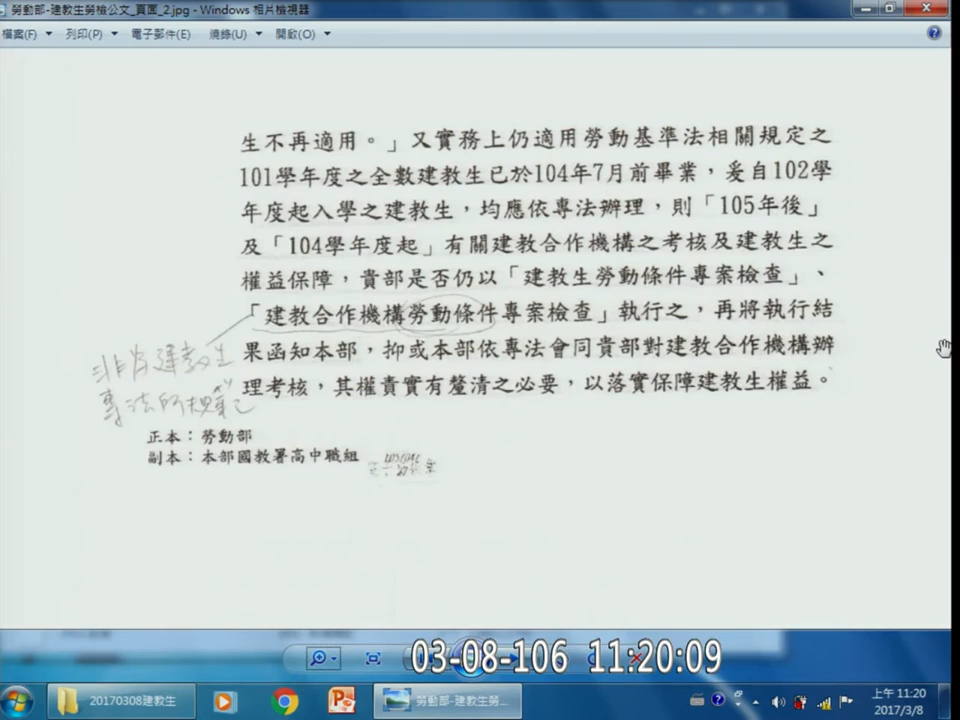 勞動部-建教生勞檢公文_頁面_2.jpg - Windows 相片檢視器
檔案(F) 列印(P) 電子郵件(E) 燒錄(U) 開啟(O)
生不再適用。」又實務上仍適用勞動基準法相關規定之
101學年度之全數建教生已於104年7月前畢業，爰自102學
年度起入學之建教生，均應依專法辦理，則「105年後」
及「104學年度起」有關建教合作機構之考核及建教生之
權益保障，貴部是否仍以「建教生勞動條件專案檢查」、
「建教合作機構勞動條件專案檢查」執行之，再將執行結
果函知本部，抑或本部依專法會同貴部對建教合作機構辦
理考核，其權責實有釐清之必要，以落實保障建教生權益。
非屬建教生
專法所規範
正本：勞動部
副本：本部國教署高中職組
03-08-106 11:20:09
20170308建教生
勞動部-建教生勞...
上午 11:20
2017/3/8